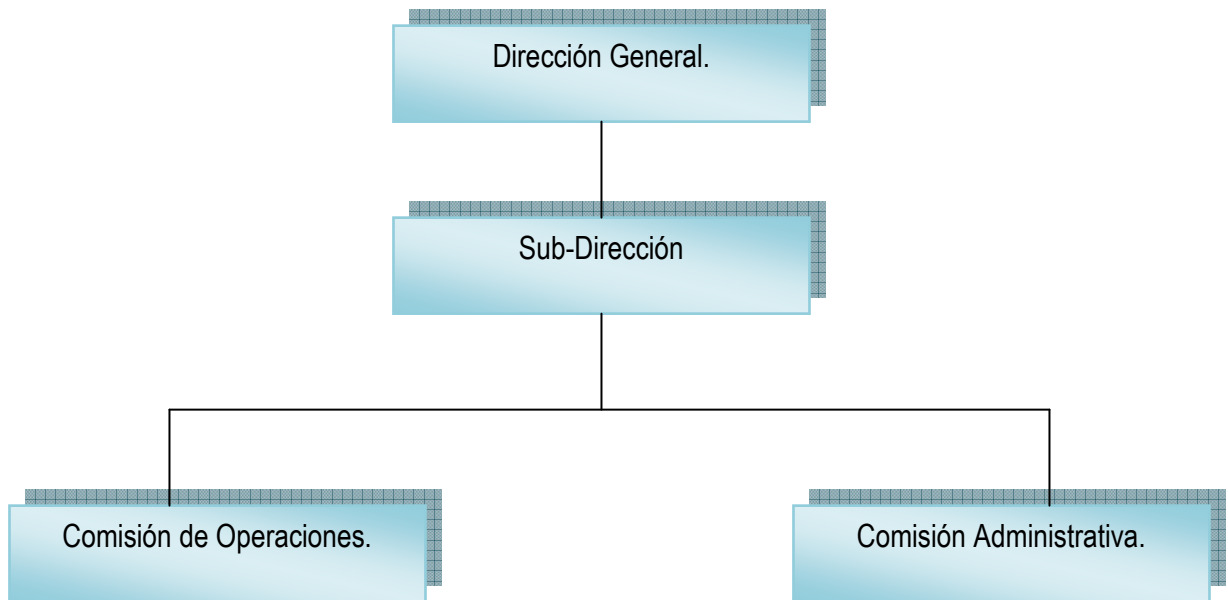 Dirección General.
Sub-Dirección
Comisión de Operaciones.
Comisión Administrativa.